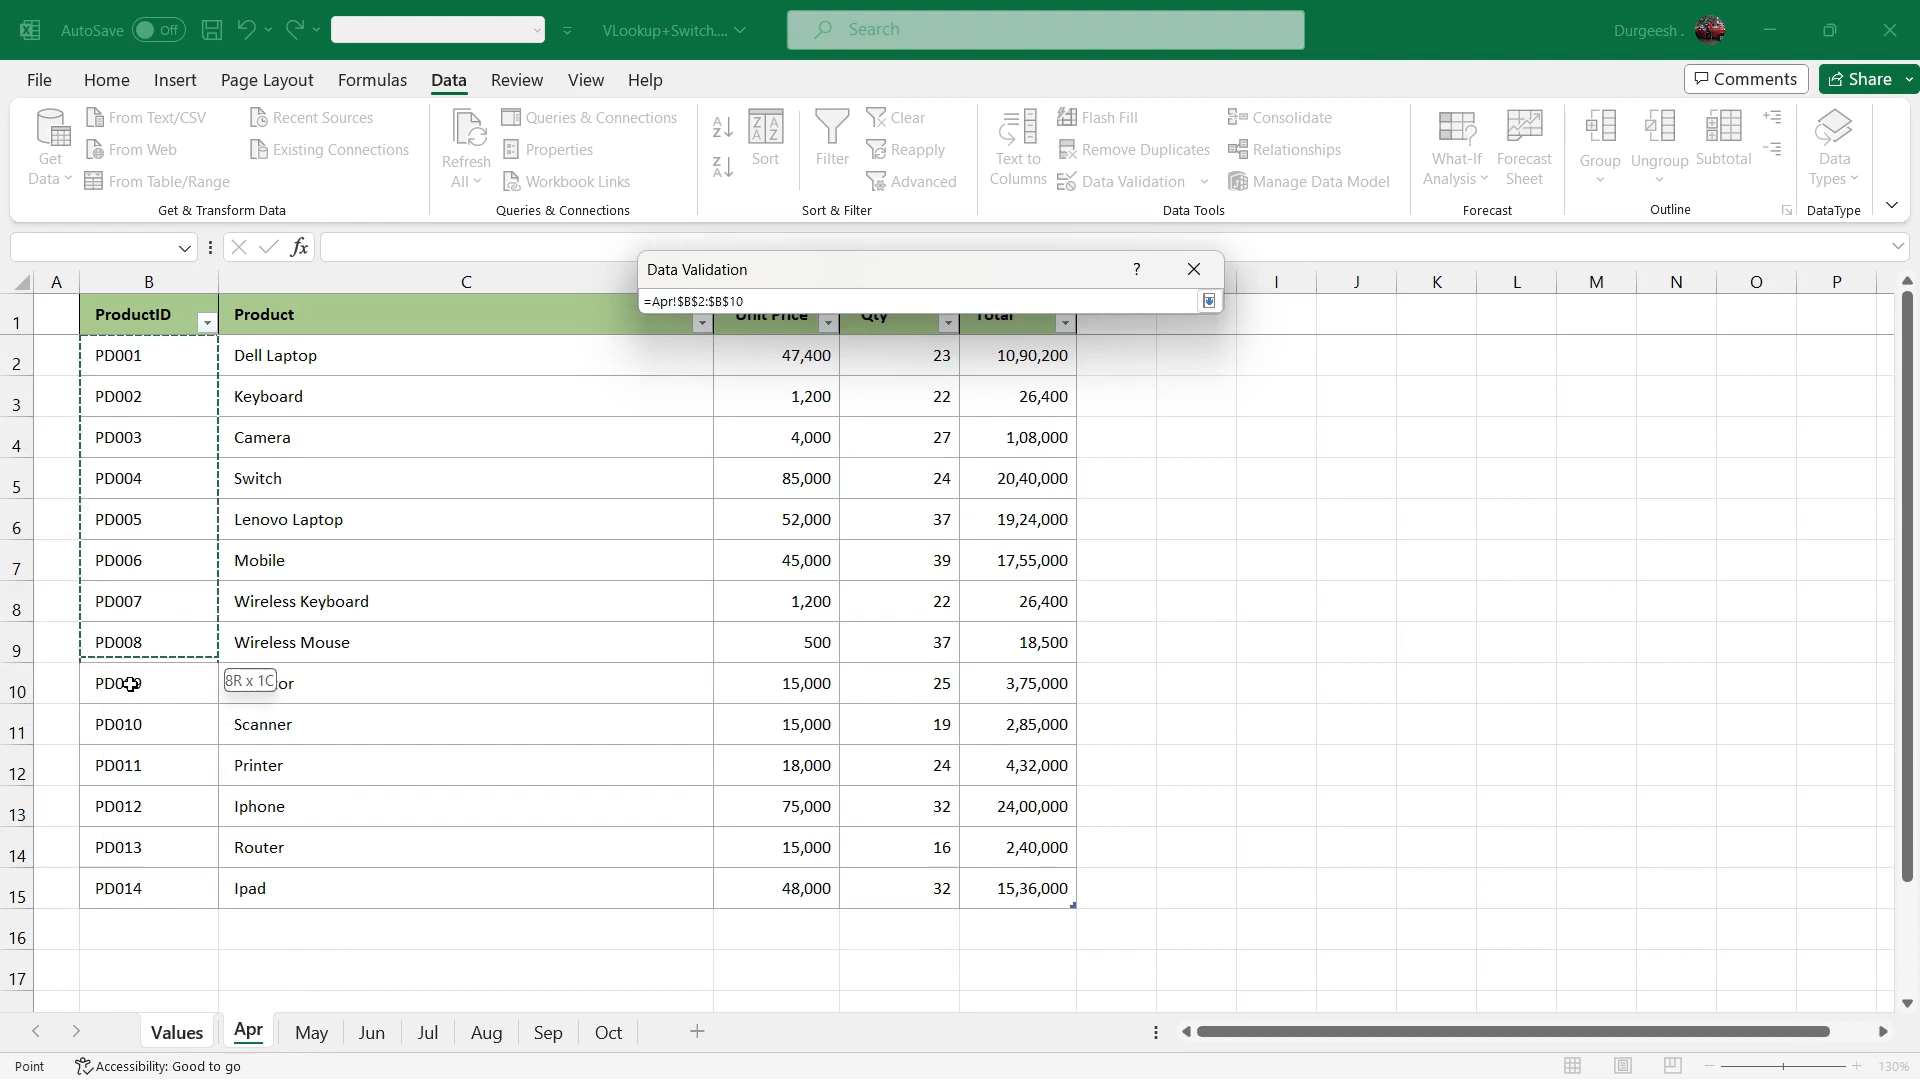 AutoSave Off VLookup+Switch.... Search Durgeesh .
File Home Insert Page Layout Formulas Data Review View Help Comments Share
Get Data From Text/CSV From Web From Table/Range Recent Sources Existing Connections
Get & Transform Data
Refresh All Queries & Connections Properties Workbook Links
Queries & Connections
Sort Filter Clear Reapply Advanced
Sort & Filter
Text to Columns Flash Fill Remove Duplicates Data Validation Consolidate Relationships Manage Data Model
Data Tools
What-If Analysis Forecast Sheet
Forecast
Group Ungroup Subtotal
Outline
Data Types
DataType
fx
Data Validation ?
=Apr!$B$2:$B$10
A B C I J K L M N O P
1 ProductID Product Unit Price Qty Total
2 PD001 Dell Laptop 47,400 23 10,90,200
3 PD002 Keyboard 1,200 22 26,400
4 PD003 Camera 4,000 27 1,08,000
5 PD004 Switch 85,000 24 20,40,000
6 PD005 Lenovo Laptop 52,000 37 19,24,000
7 PD006 Mobile 45,000 39 17,55,000
8 PD007 Wireless Keyboard 1,200 22 26,400
9 PD008 Wireless Mouse 500 37 18,500
10 8R x 1C 15,000 25 3,75,000
11 PD010 Scanner 15,000 19 2,85,000
12 PD011 Printer 18,000 24 4,32,000
13 PD012 Iphone 75,000 32 24,00,000
14 PD013 Router 15,000 16 2,40,000
15 PD014 Ipad 48,000 32 15,36,000
16
17
Values Apr May Jun Jul Aug Sep Oct
Point Accessibility: Good to go 130%